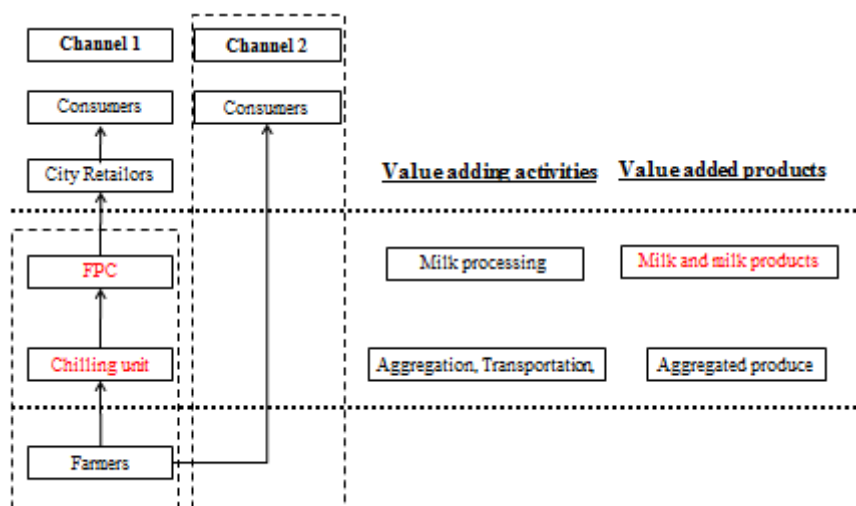 Channel 1
Channel 2
Consumers
Consumers
City Retailors
Value adding activities
Value added products
FPC
Milk processing
Milk and milk products
Chilling unit
Aggregation, Transportation,
Aggregated produce
Farmers